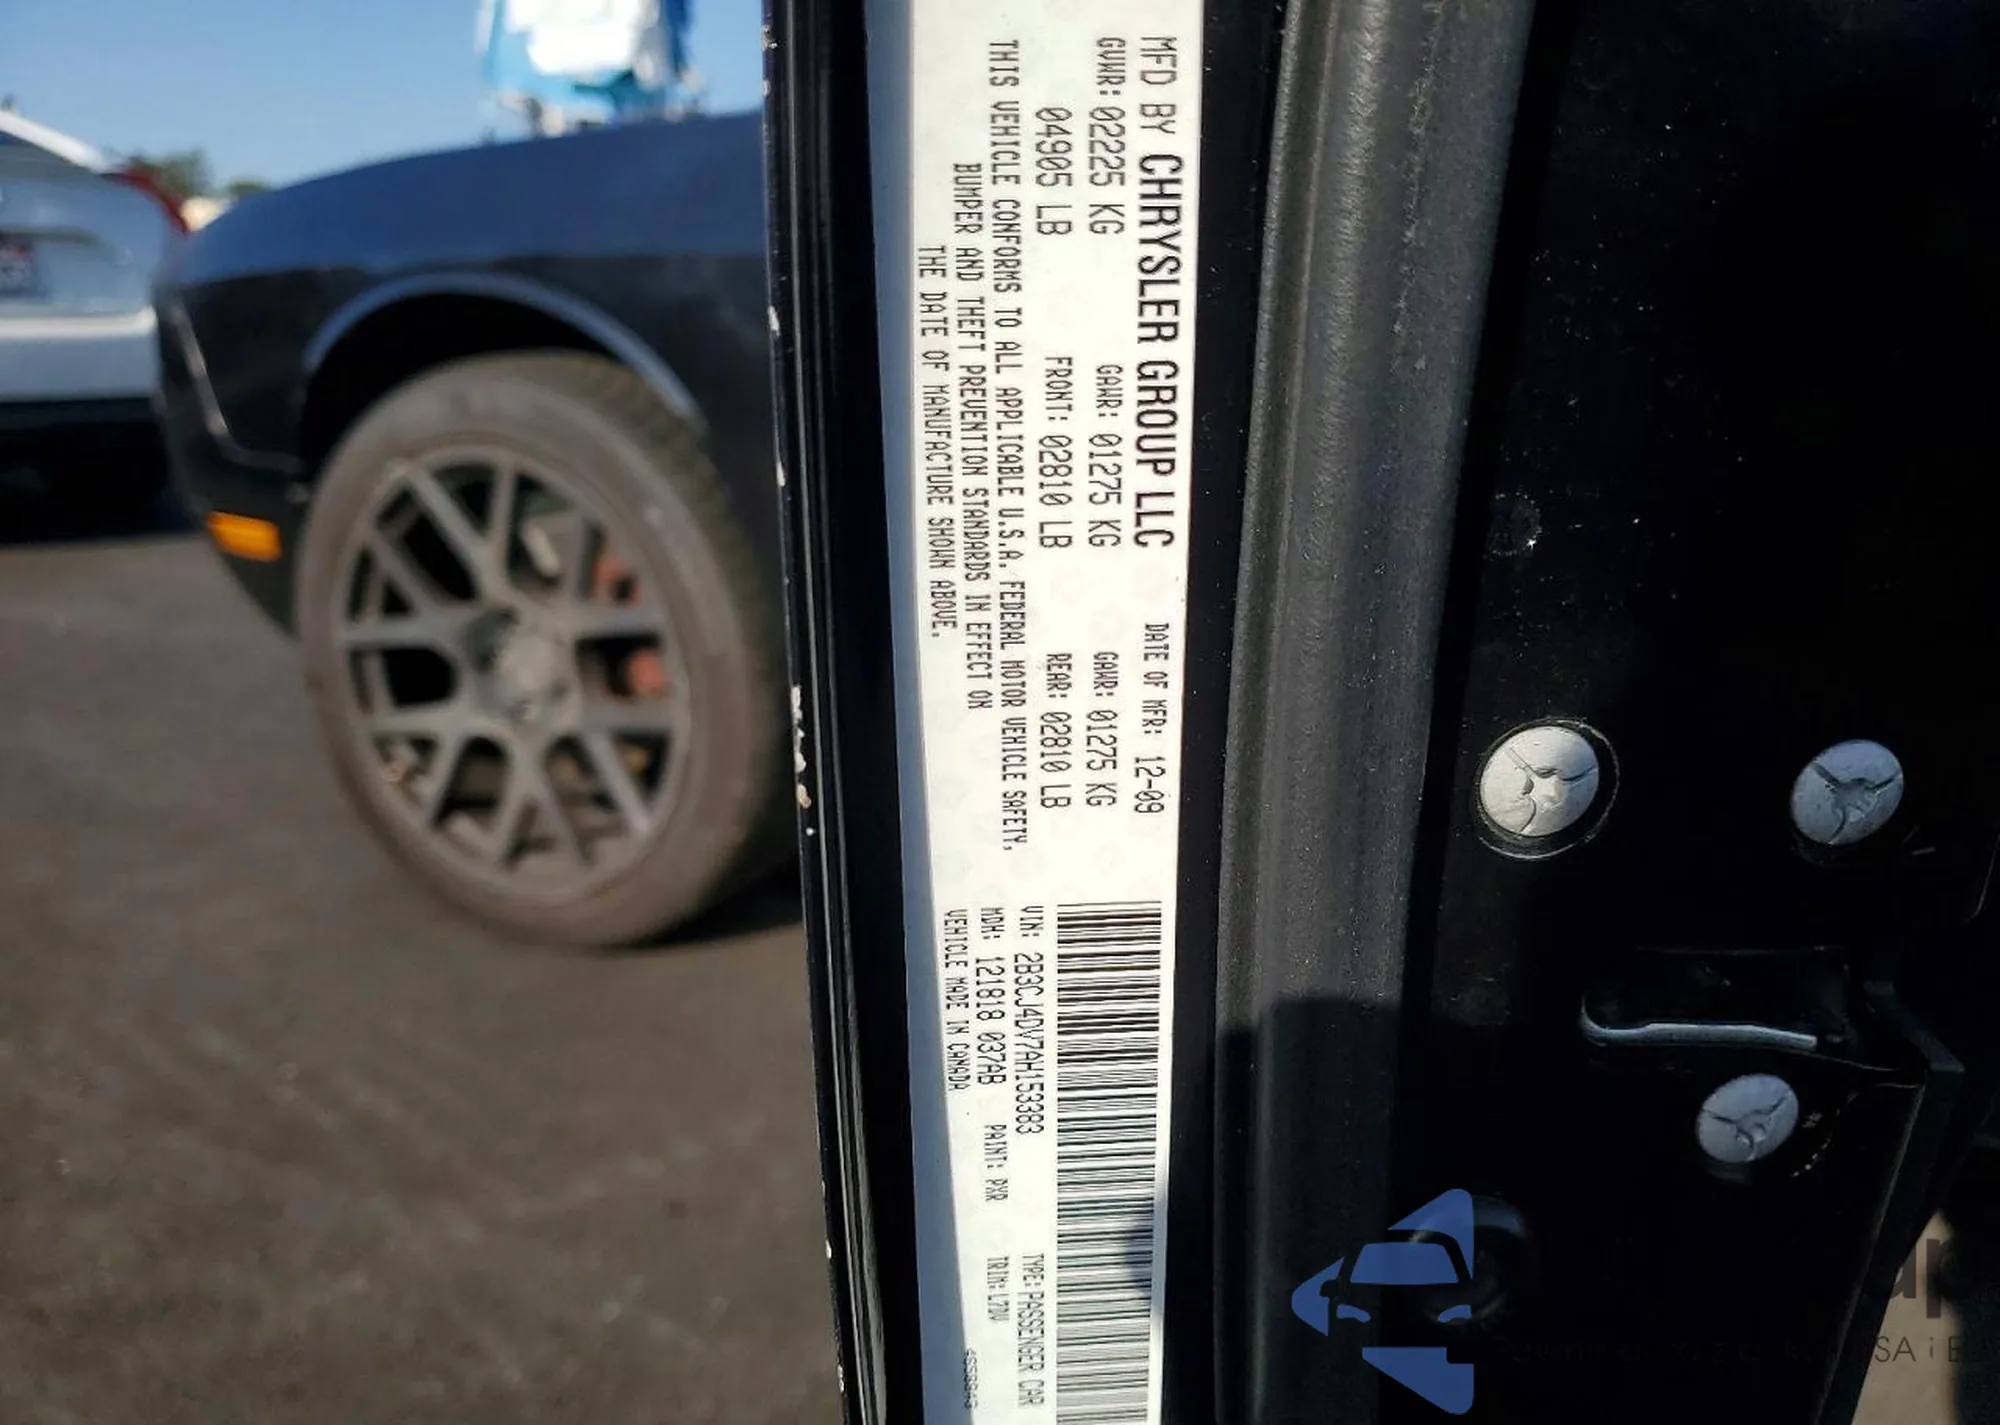 MFD BY CHRYSLER GROUP LLC DATE OF MFR: 12-09
GVWR: 02225 KG GAWR: 01275 KG GAWR: 01275 KG
04905 LB FRONT: 02810 LB REAR: 02810 LB
THIS VEHICLE CONFORMS TO ALL APPLICABLE U.S.A. FEDERAL MOTOR VEHICLE SAFETY,
BUMPER AND THEFT PREVENTION STANDARDS IN EFFECT ON
THE DATE OF MANUFACTURE SHOWN ABOVE.
VIN: 2B3CJ4DV7AH153383 TYPE: PASSENGER CAR
MDH: 121818 037AB PAINT: PXR TRIM:
VEHICLE MADE IN CANADA